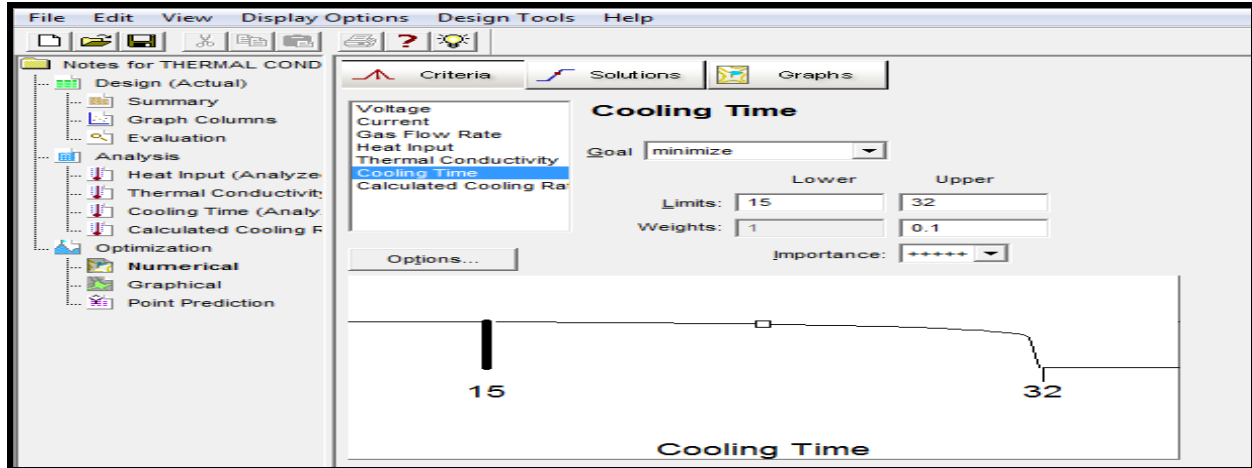 File Edit View Display Options Design Tools Help
Notes for THERMAL COND
Design (Actual)
Summary
Graph Columns
Evaluation
Analysis
Heat Input (Analyze
Thermal Conductivit
Cooling Time (Analy
Calculated Cooling R
Optimization
Numerical
Graphical
Point Prediction
Criteria Solutions Graphs
Voltage
Current
Gas Flow Rate
Heat Input
Thermal Conductivity
Cooling Time
Calculated Cooling Ra
Cooling Time
Goal minimize
Lower Upper
Limits: 15 32
Weights: 1 0.1
Importance: +++++
Options...
15 32
Cooling Time